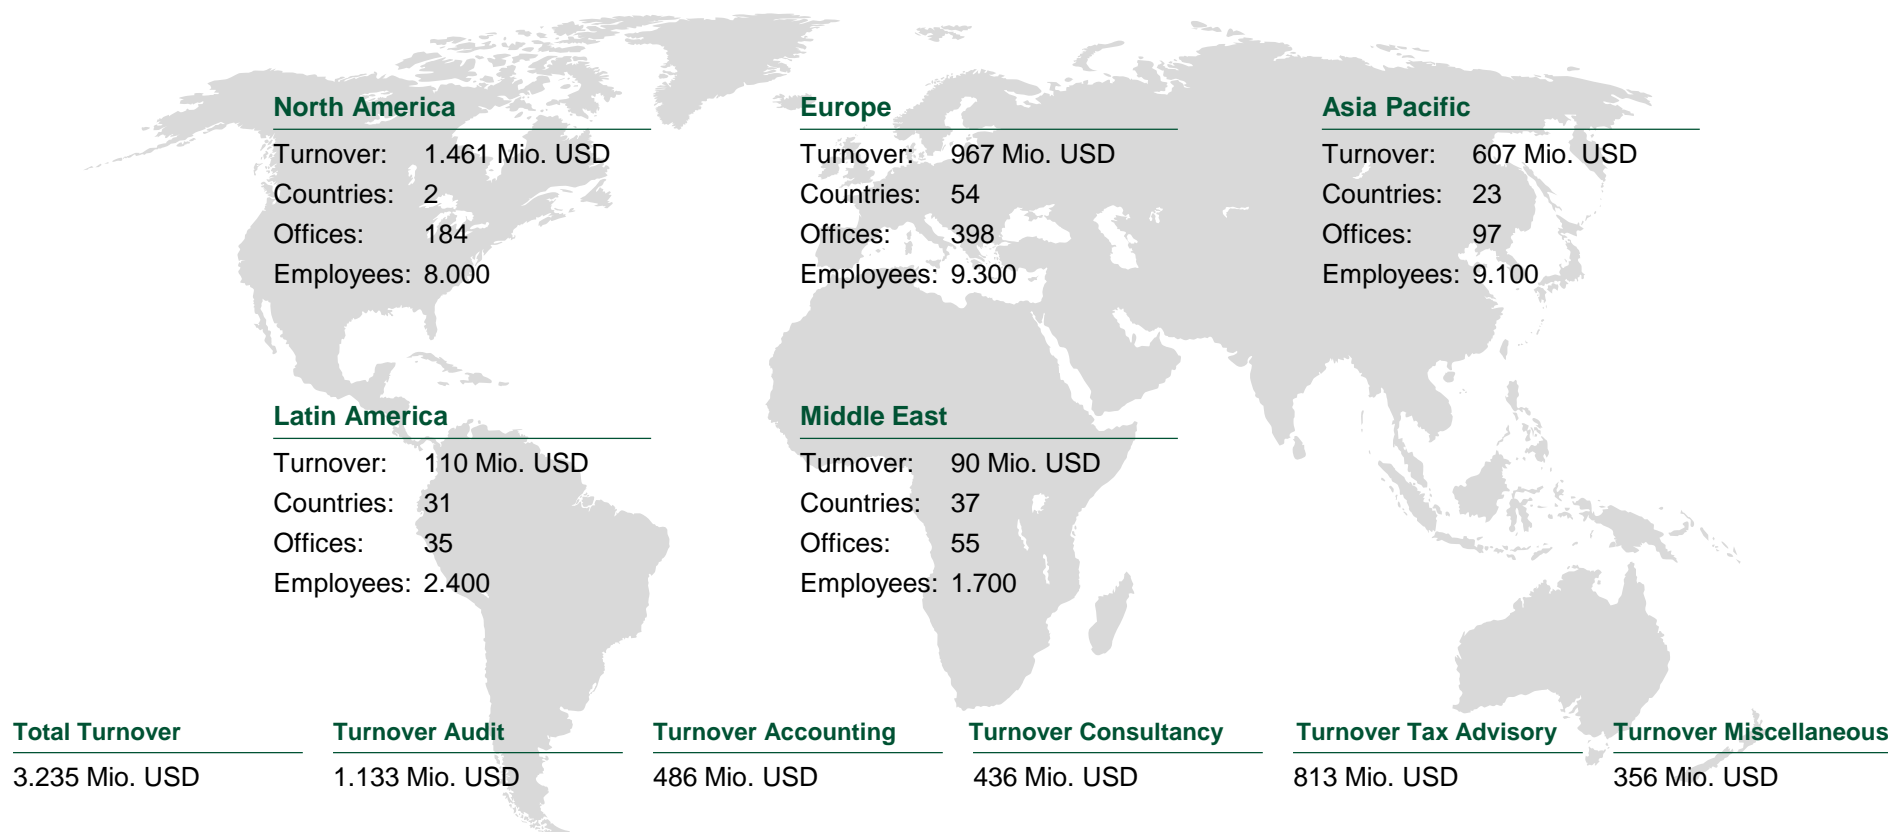 North America
Turnover: 1.461 Mio. USD
Countries: 2
Offices: 184
Employees: 8.000
Europe
Turnover: 967 Mio. USD
Countries: 54
Offices: 398
Employees: 9.300
Asia Pacific
Turnover: 607 Mio. USD
Countries: 23
Offices: 97
Employees: 9.100
Latin America
Turnover: 110 Mio. USD
Countries: 31
Offices: 35
Employees: 2.400
Middle East
Turnover: 90 Mio. USD
Countries: 37
Offices: 55
Employees: 1.700
Total Turnover
3.235 Mio. USD
Turnover Audit
1.133 Mio. USD
Turnover Accounting
486 Mio. USD
Turnover Consultancy
436 Mio. USD
Turnover Tax Advisory
813 Mio. USD
Turnover Miscellaneous
356 Mio. USD